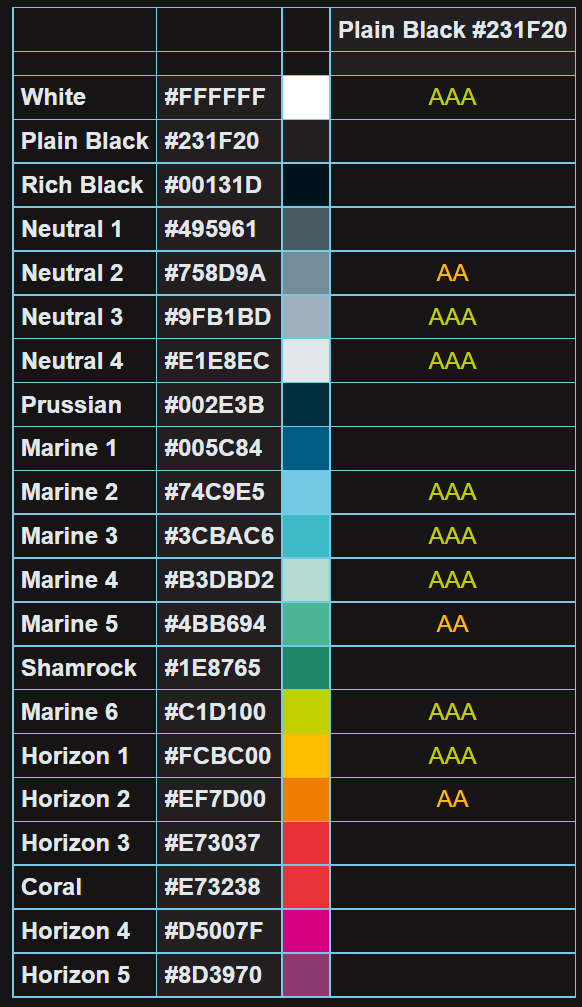 Plain Black #231F20
White #FFFFFF AAA
Plain Black #231F20
Rich Black #00131D
Neutral 1 #495961
Neutral 2 #758D9A AA
Neutral 3 #9FB1BD AAA
Neutral 4 #E1E8EC AAA
Prussian #002E3B
Marine 1 #005C84
Marine 2 #74C9E5 AAA
Marine 3 #3CBAC6 AAA
Marine 4 #B3DBD2 AAA
Marine 5 #4BB694 AA
Shamrock #1E8765
Marine 6 #C1D100 AAA
Horizon 1 #FCBC00 AAA
Horizon 2 #EF7D00 AA
Horizon 3 #E73037
Coral #E73238
Horizon 4 #D5007F
Horizon 5 #8D3970